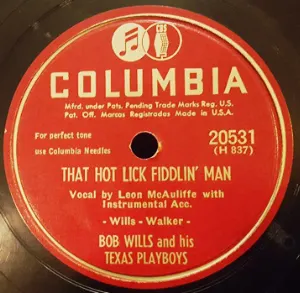 COLUMBIA
Mfrd. under Pats. Pending Trade Marks Reg. U.S.
Pat. Off. Marcas Registradas Made in U.S.A.
For perfect tone
use Columbia Needles
20531
(H 837)
THAT HOT LICK FIDDLIN' MAN
Vocal by Leon McAuliffe with
Instrumental Acc.
- Wills - Walker -
BOB WILLS and his
TEXAS PLAYBOYS